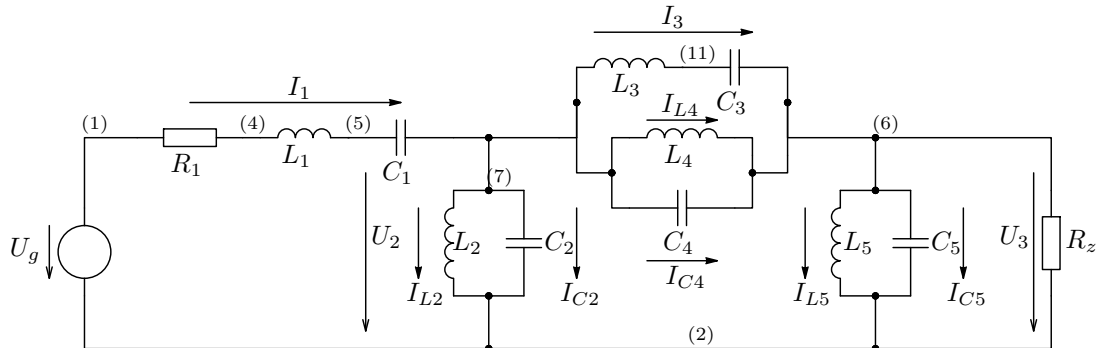 I3
(11)
L3
C3
I1
IL4
(1)
(4)
(5)
(6)
R1
L1
C1
L4
(7)
Ug
U2
L2
C2
C4
L5
C5
U3
Rz
IL2
IC2
IC4
IL5
IC5
(2)